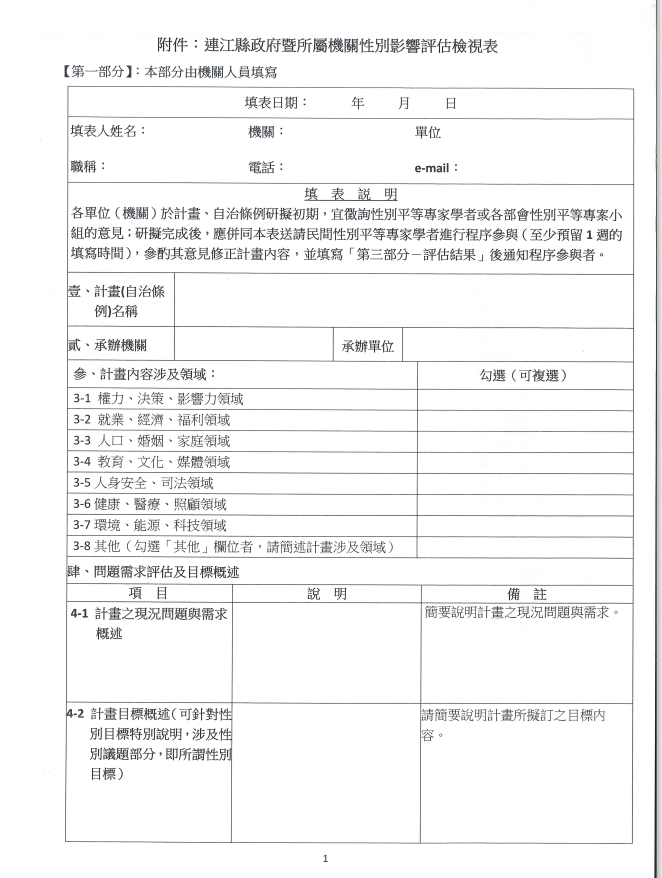 附件：連江縣政府暨所屬機關性別影響評估檢視表
【第一部分】：本部分由機關人員填寫
填表日期： 年 月 日
填表人姓名： 機關： 單位
職稱： 電話： e-mail：
填 表 說 明
各單位（機關）於計畫、自治條例研擬初期，宜徵詢性別平等專家學者或各部會性別平等專案小
組的意見；研擬完成後，應併同本表送請民間性別平等專家學者進行程序參與（至少預留 1 週的
填寫時間），參酌其意見修正計畫內容，並填寫「第三部分－評估結果」後通知程序參與者。
壹、計畫(自治條
例)名稱
貳、承辦機關 承辦單位
參、計畫內容涉及領域： 勾選（可複選）
3-1 權力、決策、影響力領域
3-2 就業、經濟、福利領域
3-3 人口、婚姻、家庭領域
3-4 教育、文化、媒體領域
3-5 人身安全、司法領域
3-6 健康、醫療、照顧領域
3-7 環境、能源、科技領域
3-8 其他（勾選「其他」欄位者，請簡述計畫涉及領域）
肆、問題需求評估及目標概述
項 目 說 明 備 註
4-1 計畫之現況問題與需求
概述
簡要說明計畫之現況問題與需求。
4-2 計畫目標概述（可針對性
別目標特別說明，涉及性
別議題部分，即所謂性別
目標）
請簡要說明計畫所擬訂之目標內
容。
1